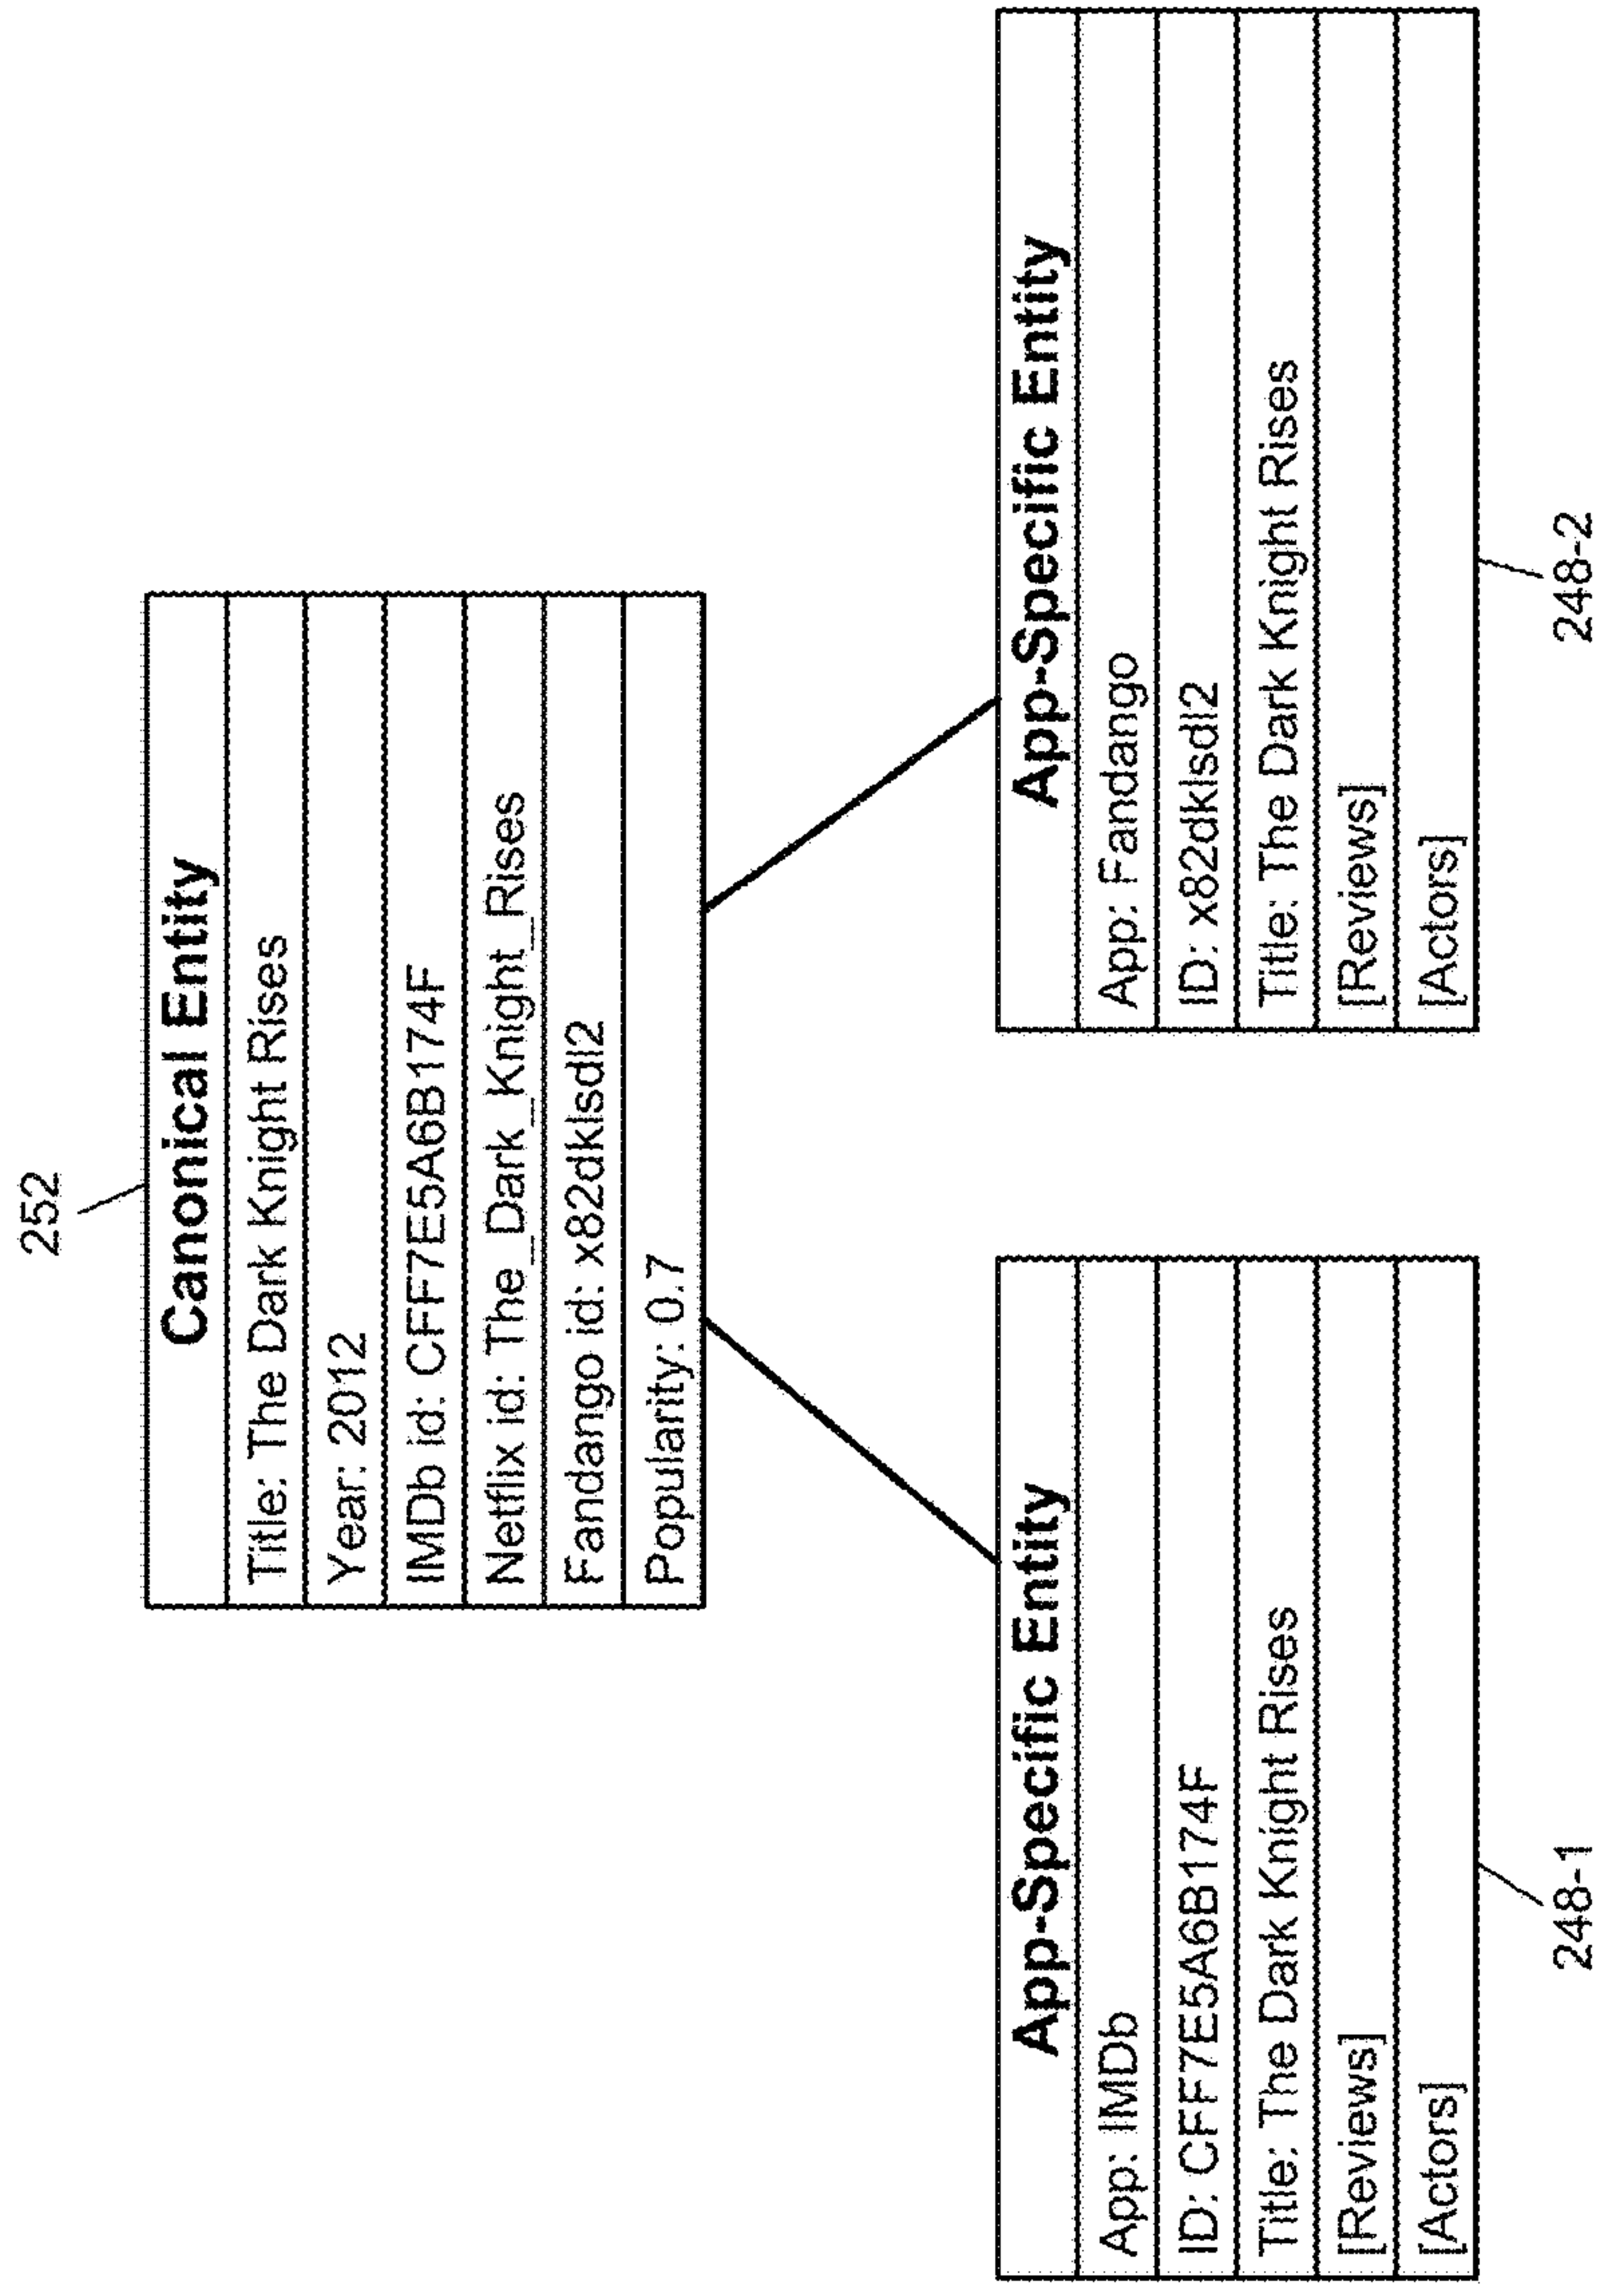 252
Canonical Entity
Title: The Dark Knight Rises
Year: 2012
IMDb id: CFF7E5A6B174F
Netflix id: The_Dark_Knight_Rises
Fandango id: x82dklsdl2
Popularity: 0.7
App-Specific Entity
App: IMDb
ID: CFF7E5A6B174F
Title: The Dark Knight Rises
[Reviews]
[Actors]
248-1
App-Specific Entity
App: Fandango
ID: x82dklsdl2
Title: The Dark Knight Rises
[Reviews]
[Actors]
248-2